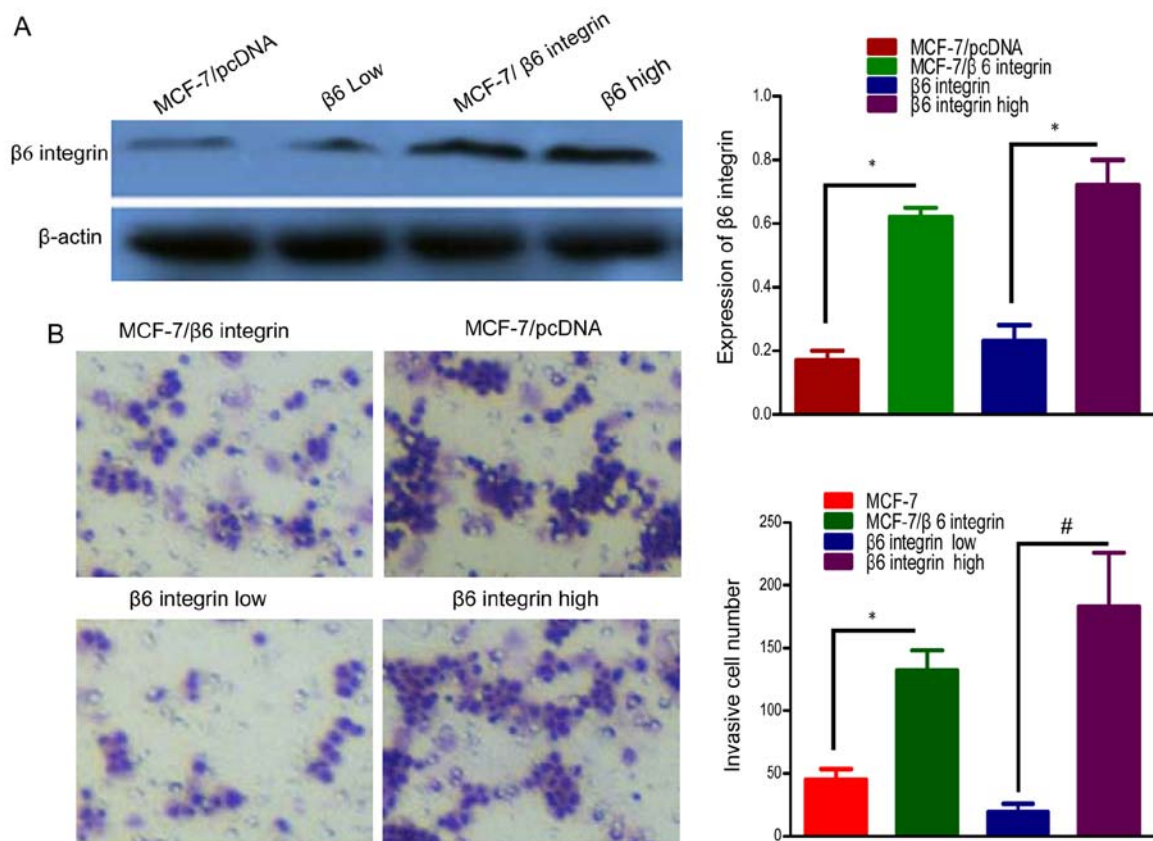 A
MCF-7/pcDNA
β6 Low
MCF-7/ β6 integrin
β6 high
β6 integrin
β-actin
MCF-7/pcDNA
MCF-7/β 6 integrin
β6 integrin
β6 integrin high
Expression of β6 integrin
1.0
0.8
0.6
0.4
0.2
0.0
*
*
B
MCF-7/β6 integrin
MCF-7/pcDNA
β6 integrin low
β6 integrin high
MCF-7
MCF-7/β 6 integrin
β6 integrin low
β6 integrin high
Invasive cell number
250
200
150
100
50
0
*
#